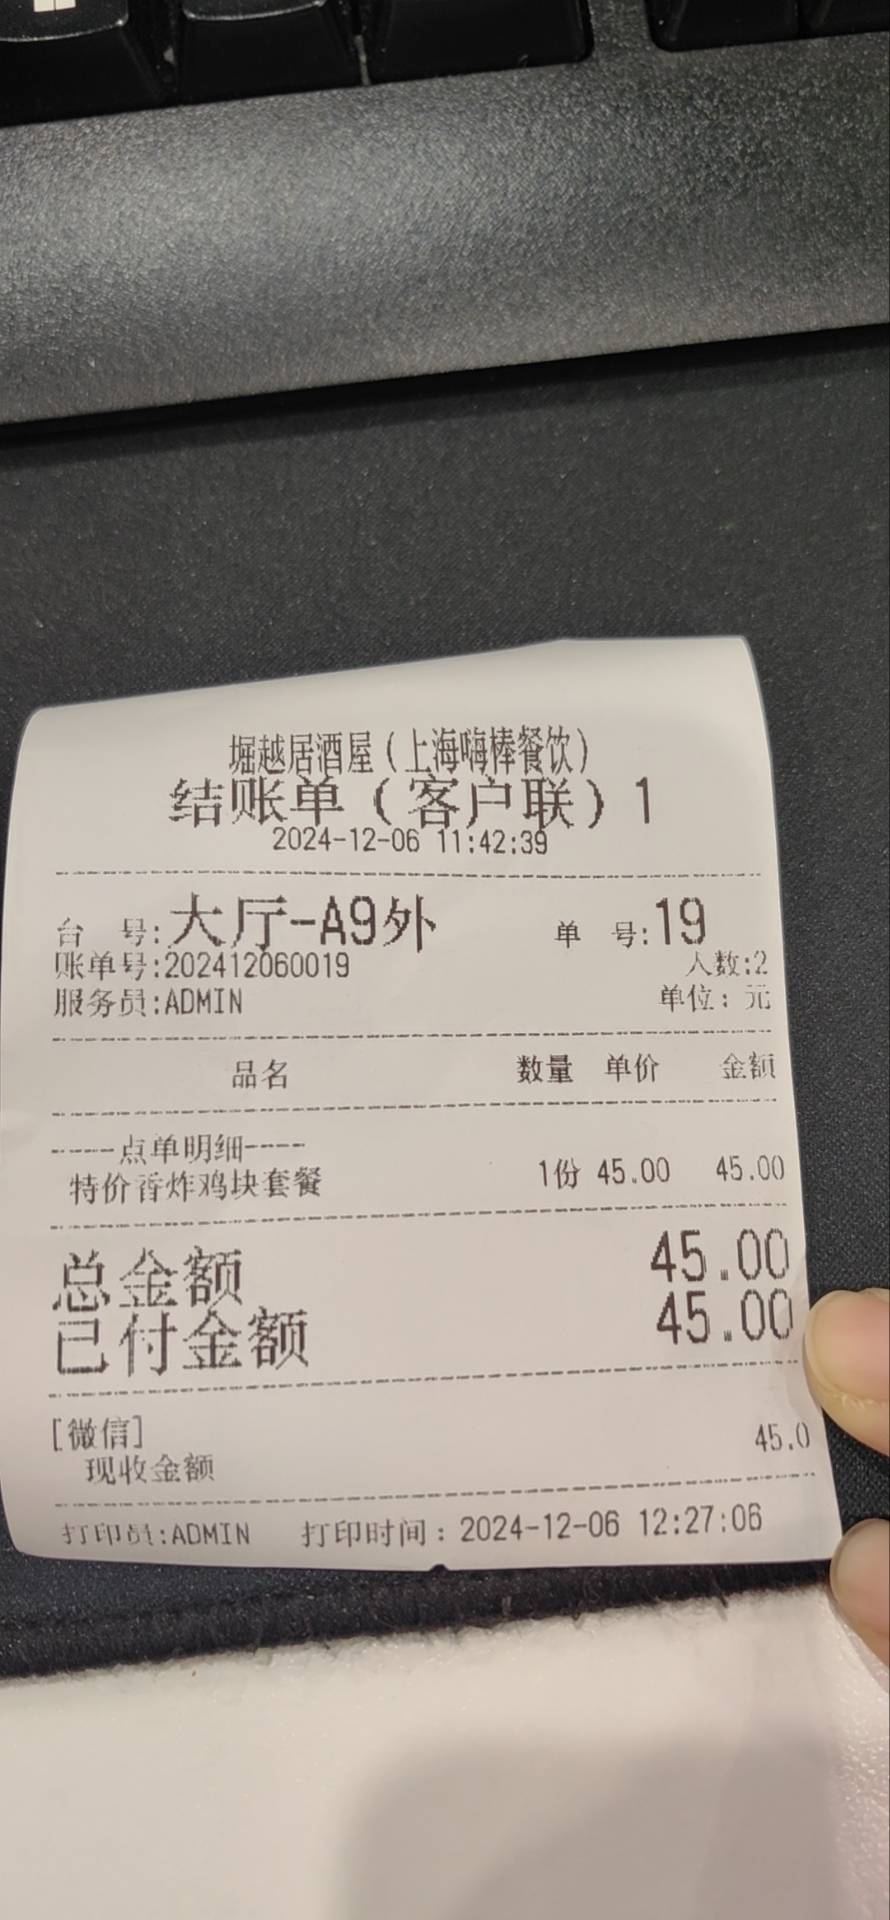 堀越居酒屋(上海嗨棒餐饮)
结账单(客户联)1
2024-12-06 11:42:39
台 号:大厅-A9外 单 号:19
账单号:202412060019 人数:2
服务员:ADMIN 单位:元
品名 数量 单价 金额
-----点单明细-----
特价香炸鸡块套餐 1份 45.00 45.00
总金额 45.00
已付金额 45.00
[微信]
现收金额 45.0
打印员:ADMIN 打印时间:2024-12-06 12:27:06